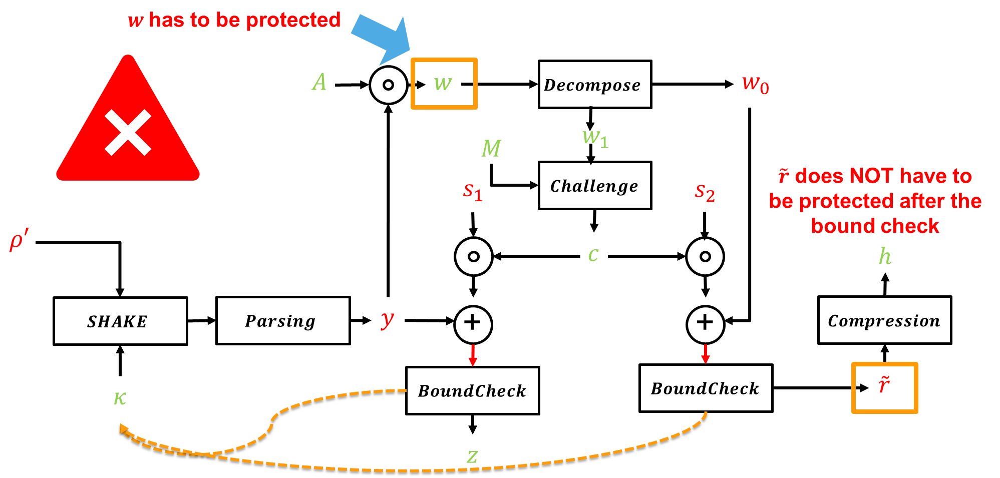 w has to be protected
A
w
Decompose
w₀
w₁
M
Challenge
s₁
s₂
r̃ does NOT have to
be protected after the
bound check
ρ′
c
h
SHAKE
Parsing
y
+
+
Compression
BoundCheck
BoundCheck
r̃
κ
z